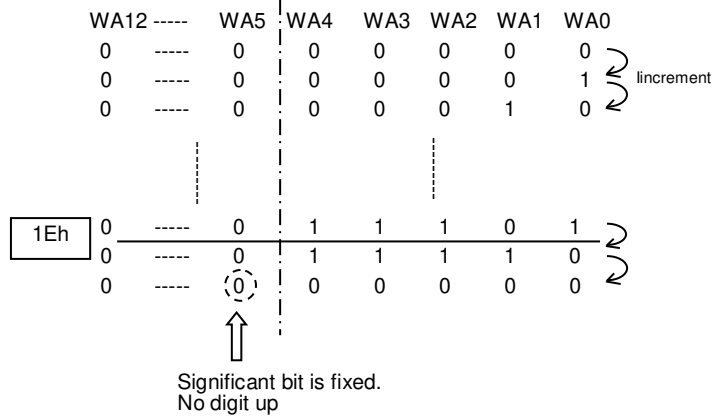 WA12 ----- WA5 WA4 WA3 WA2 WA1 WA0
0 ----- 0 0 0 0 0 0
0 ----- 0 0 0 0 0 1 Iincrement
0 ----- 0 0 0 0 1 0
1Eh 0 ----- 0 1 1 1 0 1
0 ----- 0 1 1 1 1 0
0 ----- 0 0 0 0 0 0
Significant bit is fixed.
No digit up